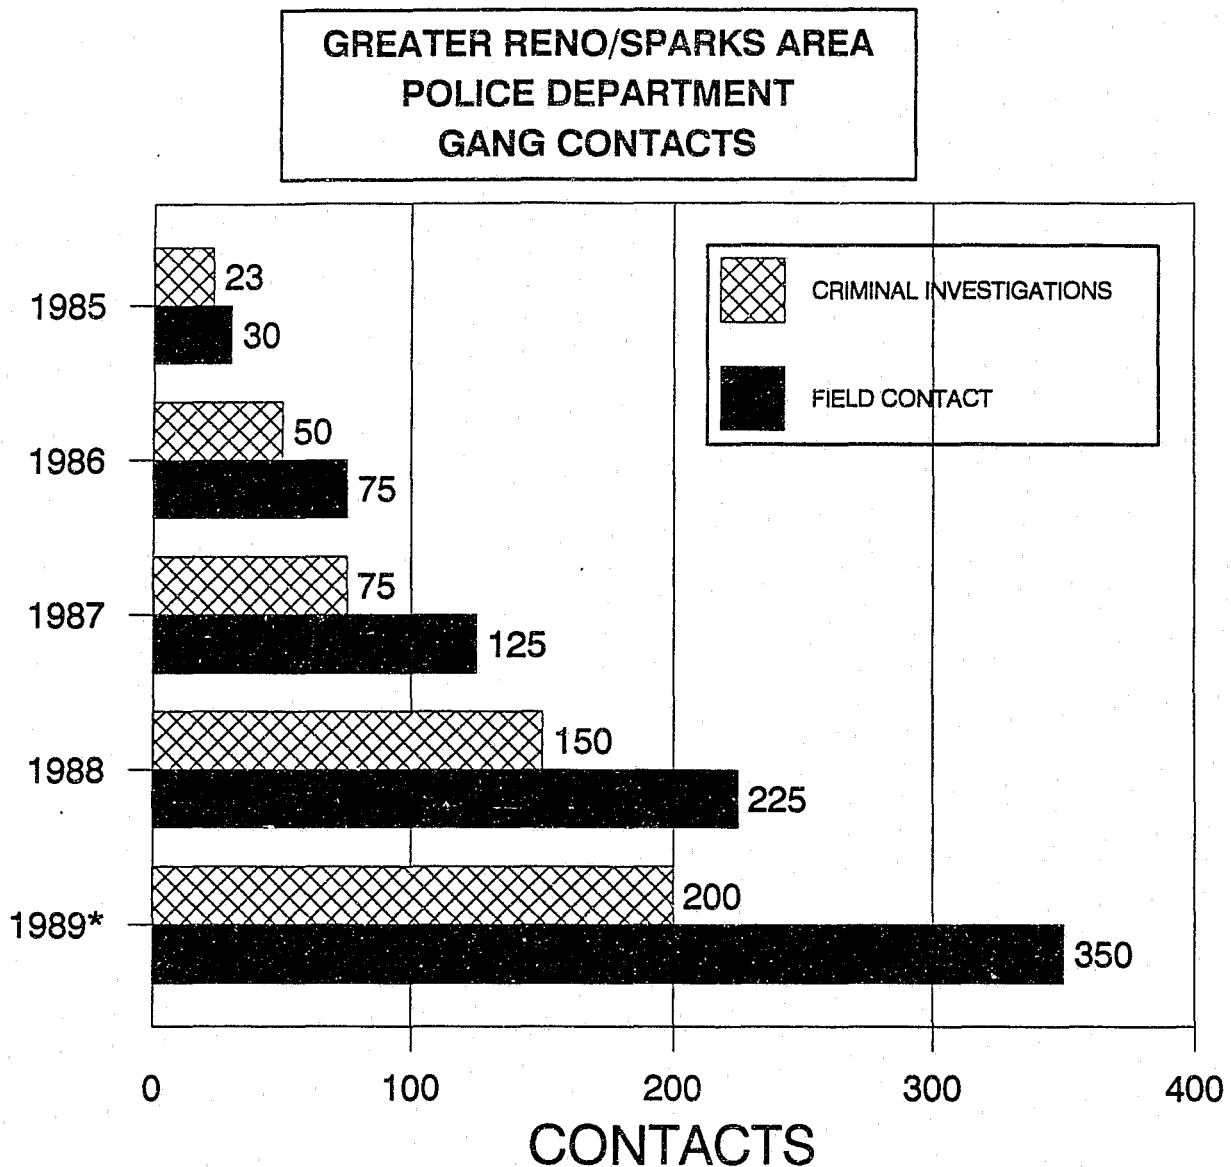 GREATER RENO/SPARKS AREA
POLICE DEPARTMENT
GANG CONTACTS
CRIMINAL INVESTIGATIONS
FIELD CONTACT
1985
23
30
1986
50
75
1987
75
125
1988
150
225
1989*
200
350
0 100 200 300 400
CONTACTS